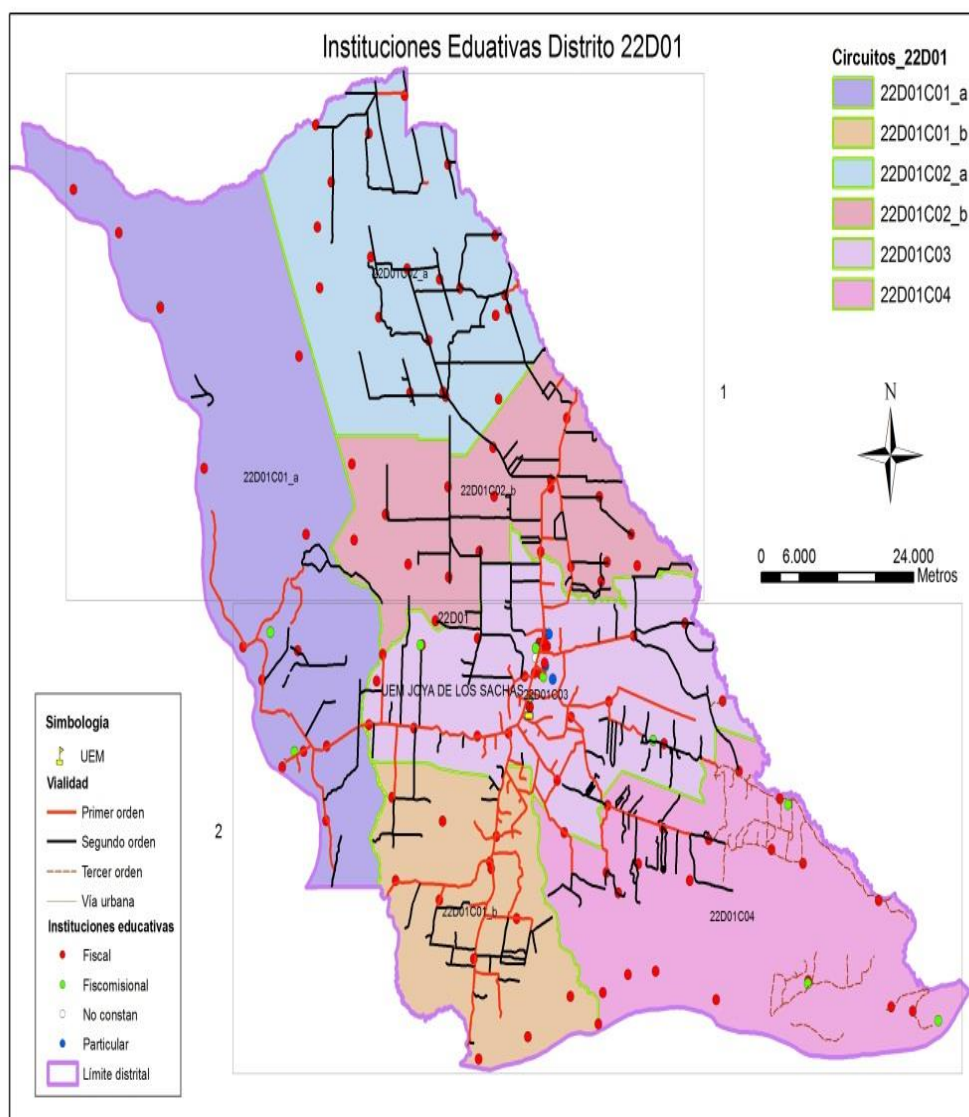 Instituciones Eduativas Distrito 22D01
Circuitos_22D01
22D01C01_a
22D01C01_b
22D01C02_a
22D01C02_b
22D01C03
22D01C04
22D01C02_a
1
N
22D01C01_a
22D01C02_b
0 6.000 24.000
Metros
22D01
UEM JOYA DE LOS SACHAS
22D01C03
2
22D01C01_b
22D01C04
Simbología
UEM
Vialidad
Primer orden
Segundo orden
Tercer orden
Vía urbana
Instituciones educativas
Fiscal
Fiscomisional
No constan
Particular
Límite distrital